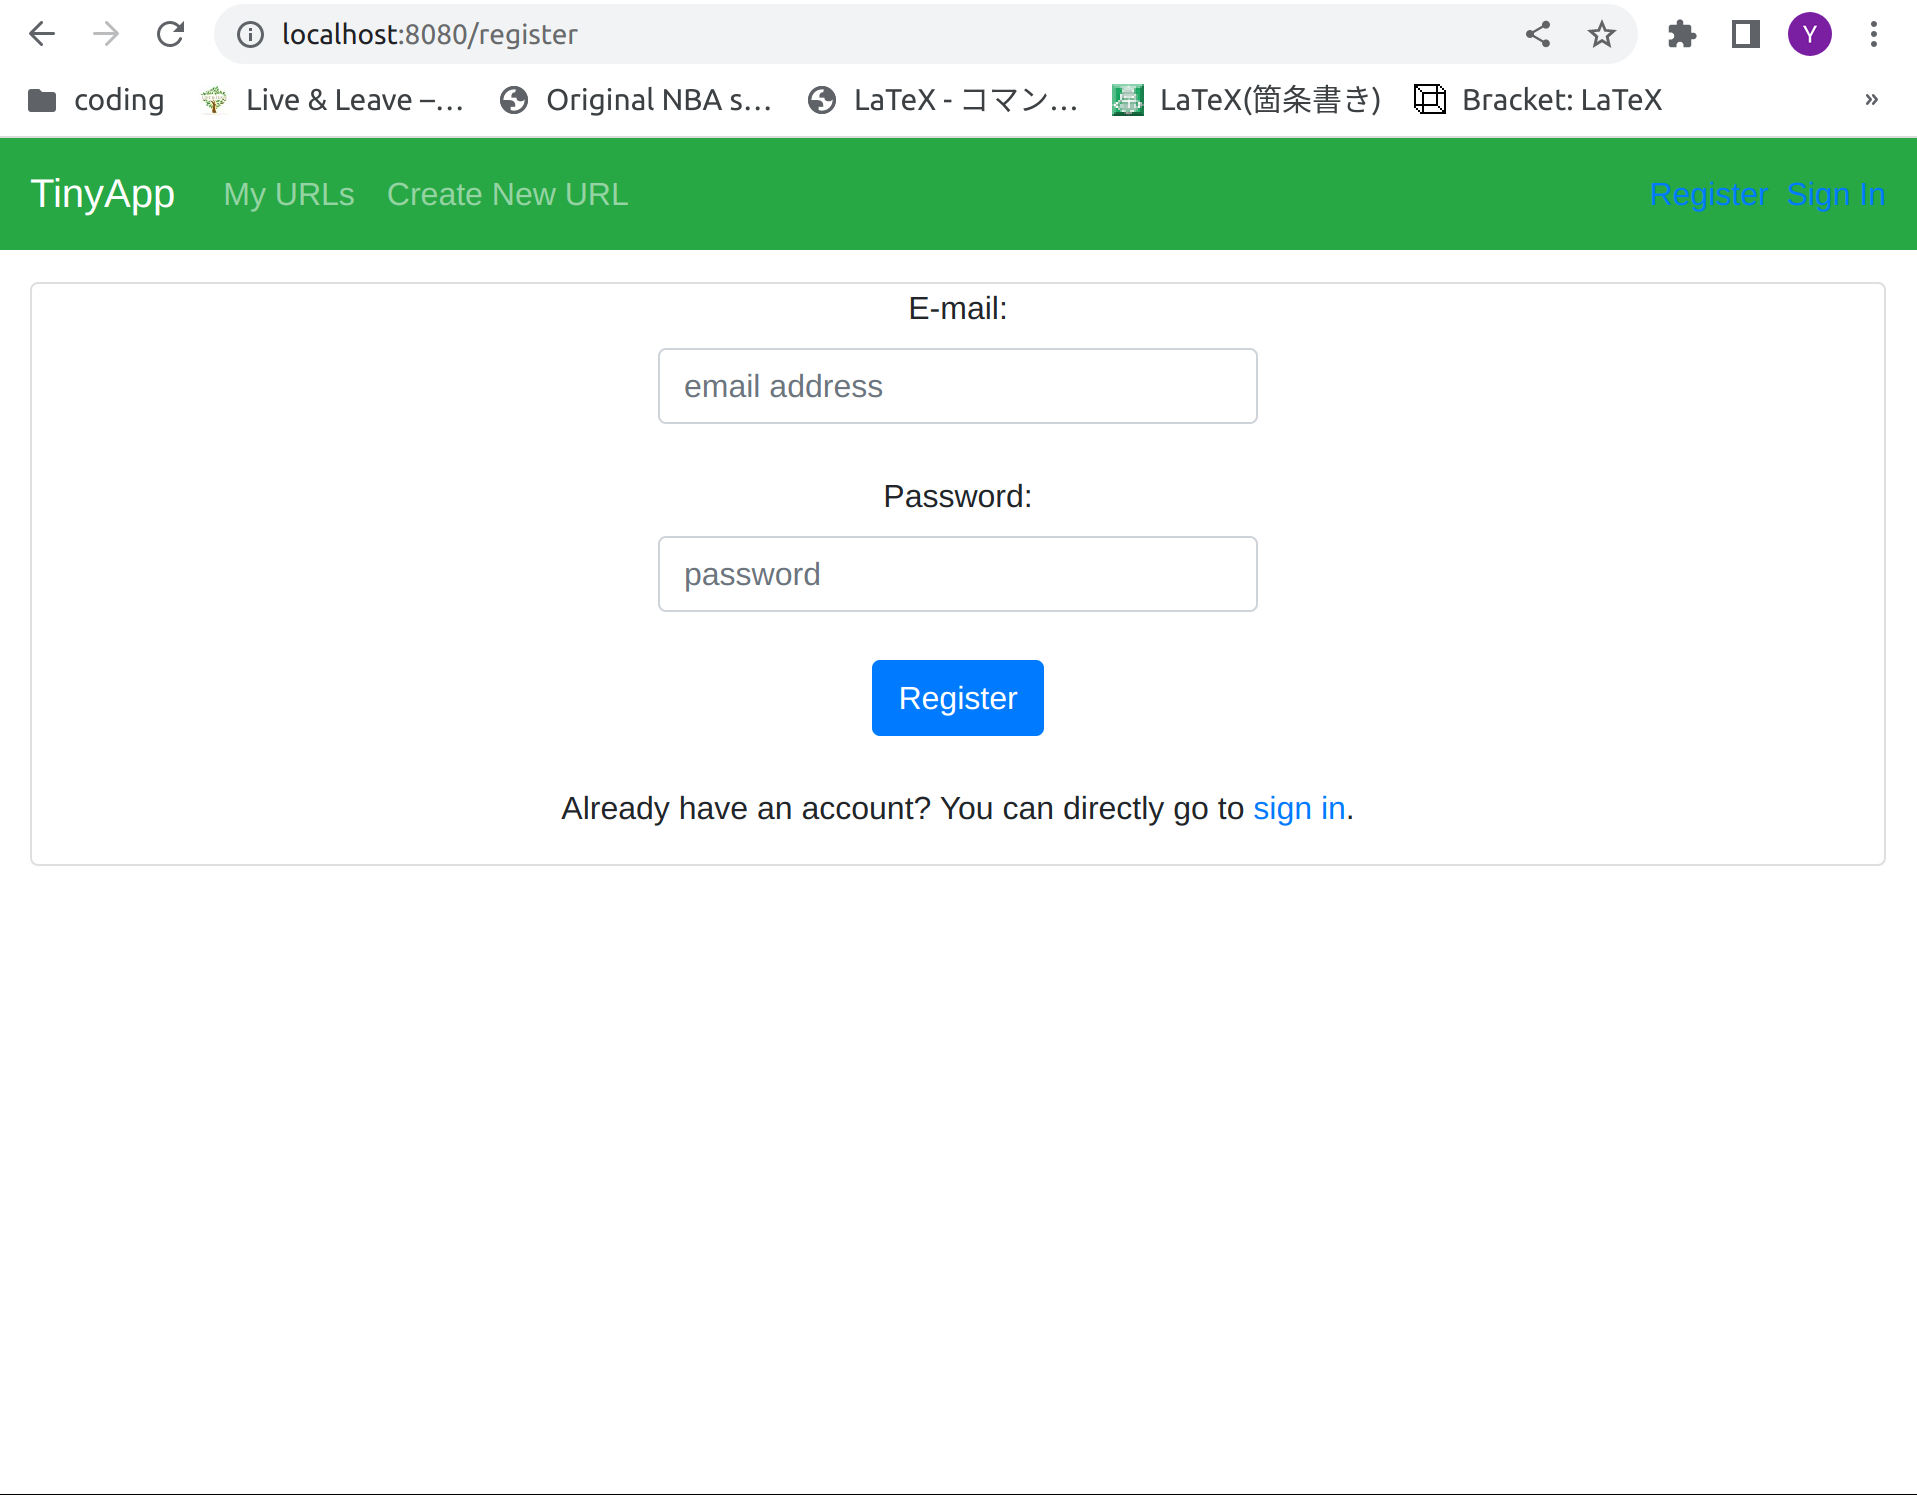 localhost:8080/register
Y
coding Live & Leave –... Original NBA s... LaTeX - コマン... LaTeX(箇条書き) Bracket: LaTeX »
TinyApp My URLs Create New URL Register Sign In
E-mail:
email address
Password:
password
Register
Already have an account? You can directly go to sign in.